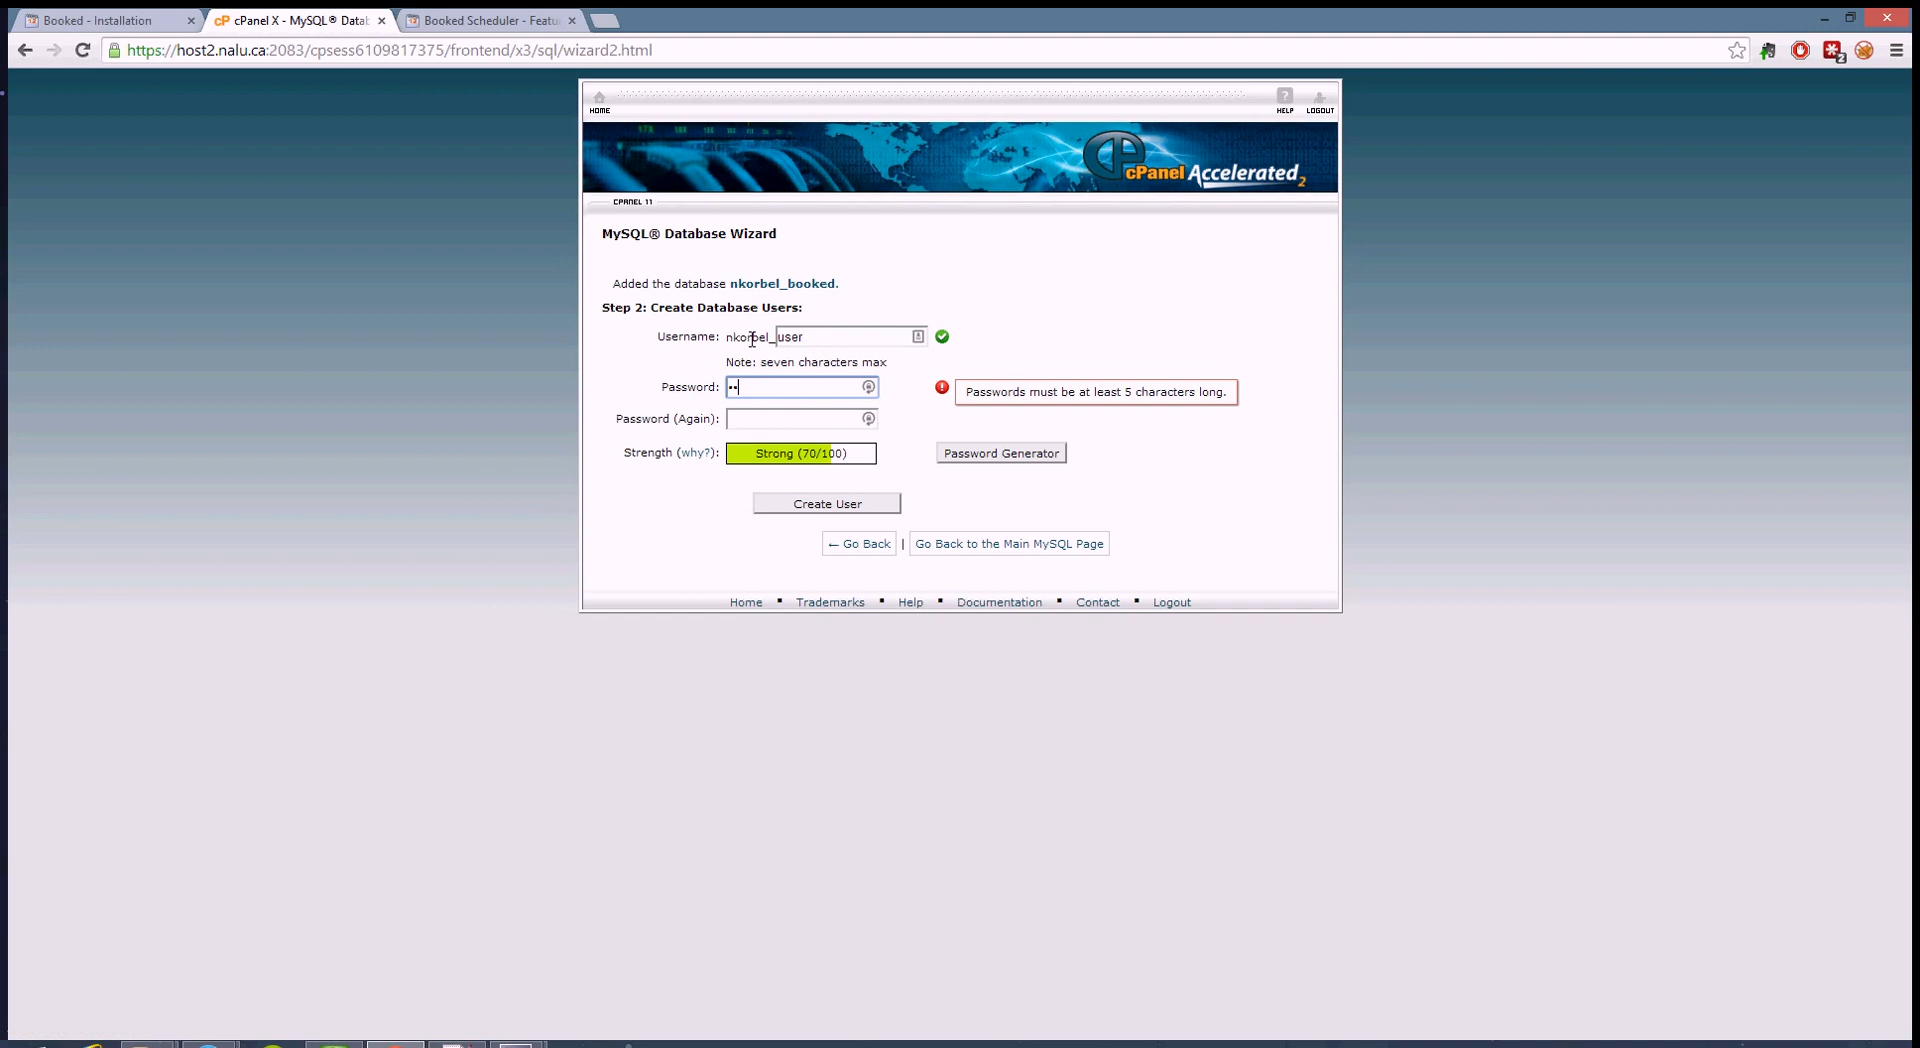 Booked - Installation
cPanel X - MySQL® Datab
Booked Scheduler - Featu
https://host2.nalu.ca:2083/cpsess6109817375/frontend/x3/sql/wizard2.html
2
HOME
HELP
LOGOUT
cP
cPanel Accelerated2
CPANEL 11
MySQL® Database Wizard
Added the database nkorbel_booked.
Step 2: Create Database Users:
Username: nkorbel_user
Note: seven characters max
Password:
Passwords must be at least 5 characters long.
Password (Again):
Strength (why?): Strong (70/100)
Password Generator
Create User
← Go Back | Go Back to the Main MySQL Page
Home ▪ Trademarks ▪ Help ▪ Documentation ▪ Contact ▪ Logout